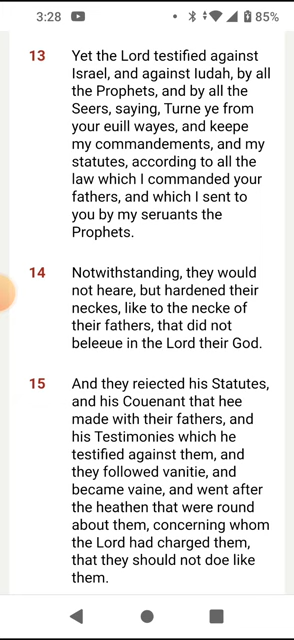 3:28
85%
13 Yet the Lord testified against
Israel, and against Iudah, by all
the Prophets, and by all the
Seers, saying, Turne ye from
your euill wayes, and keepe
my commandements, and my
statutes, according to all the
law which I commanded your
fathers, and which I sent to
you by my seruants the
Prophets.
14 Notwithstanding, they would
not heare, but hardened their
neckes, like to the necke of
their fathers, that did not
beleeue in the Lord their God.
15 And they reiected his Statutes,
and his Couenant that hee
made with their fathers, and
his Testimonies which he
testified against them, and
they followed vanitie, and
became vaine, and went after
the heathen that were round
about them, concerning whom
the Lord had charged them,
that they should not doe like
them.